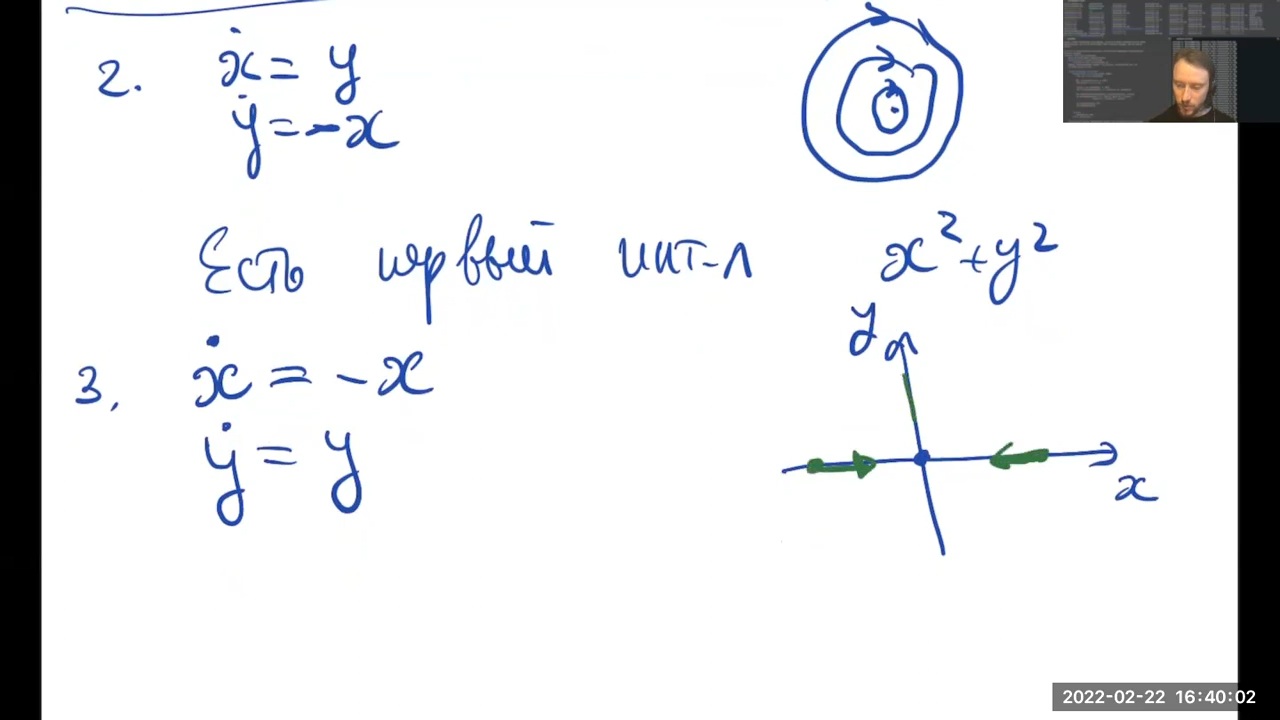 2. ẋ = y
ẏ = -x
Есть первый инт-л x² + y²
3. ẋ = -x
ẏ = y
y
x
2022-02-22 16:40:02